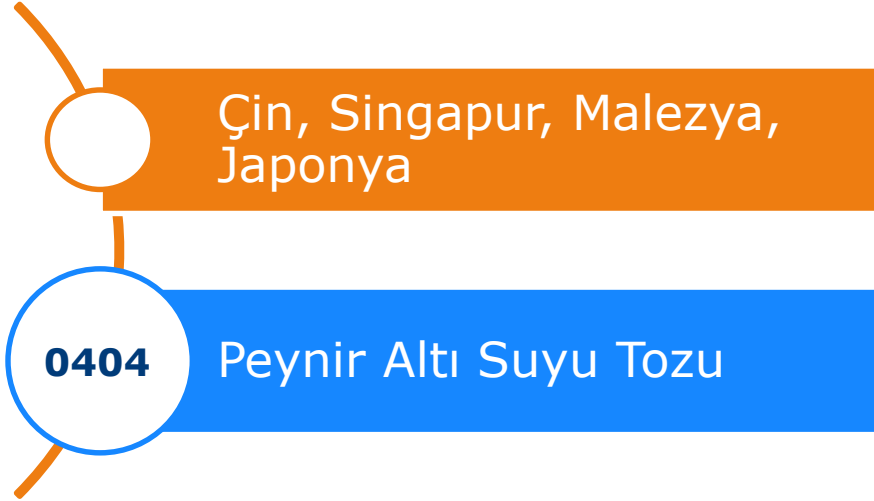 Çin, Singapur, Malezya,
Japonya
0404
Peynir Altı Suyu Tozu